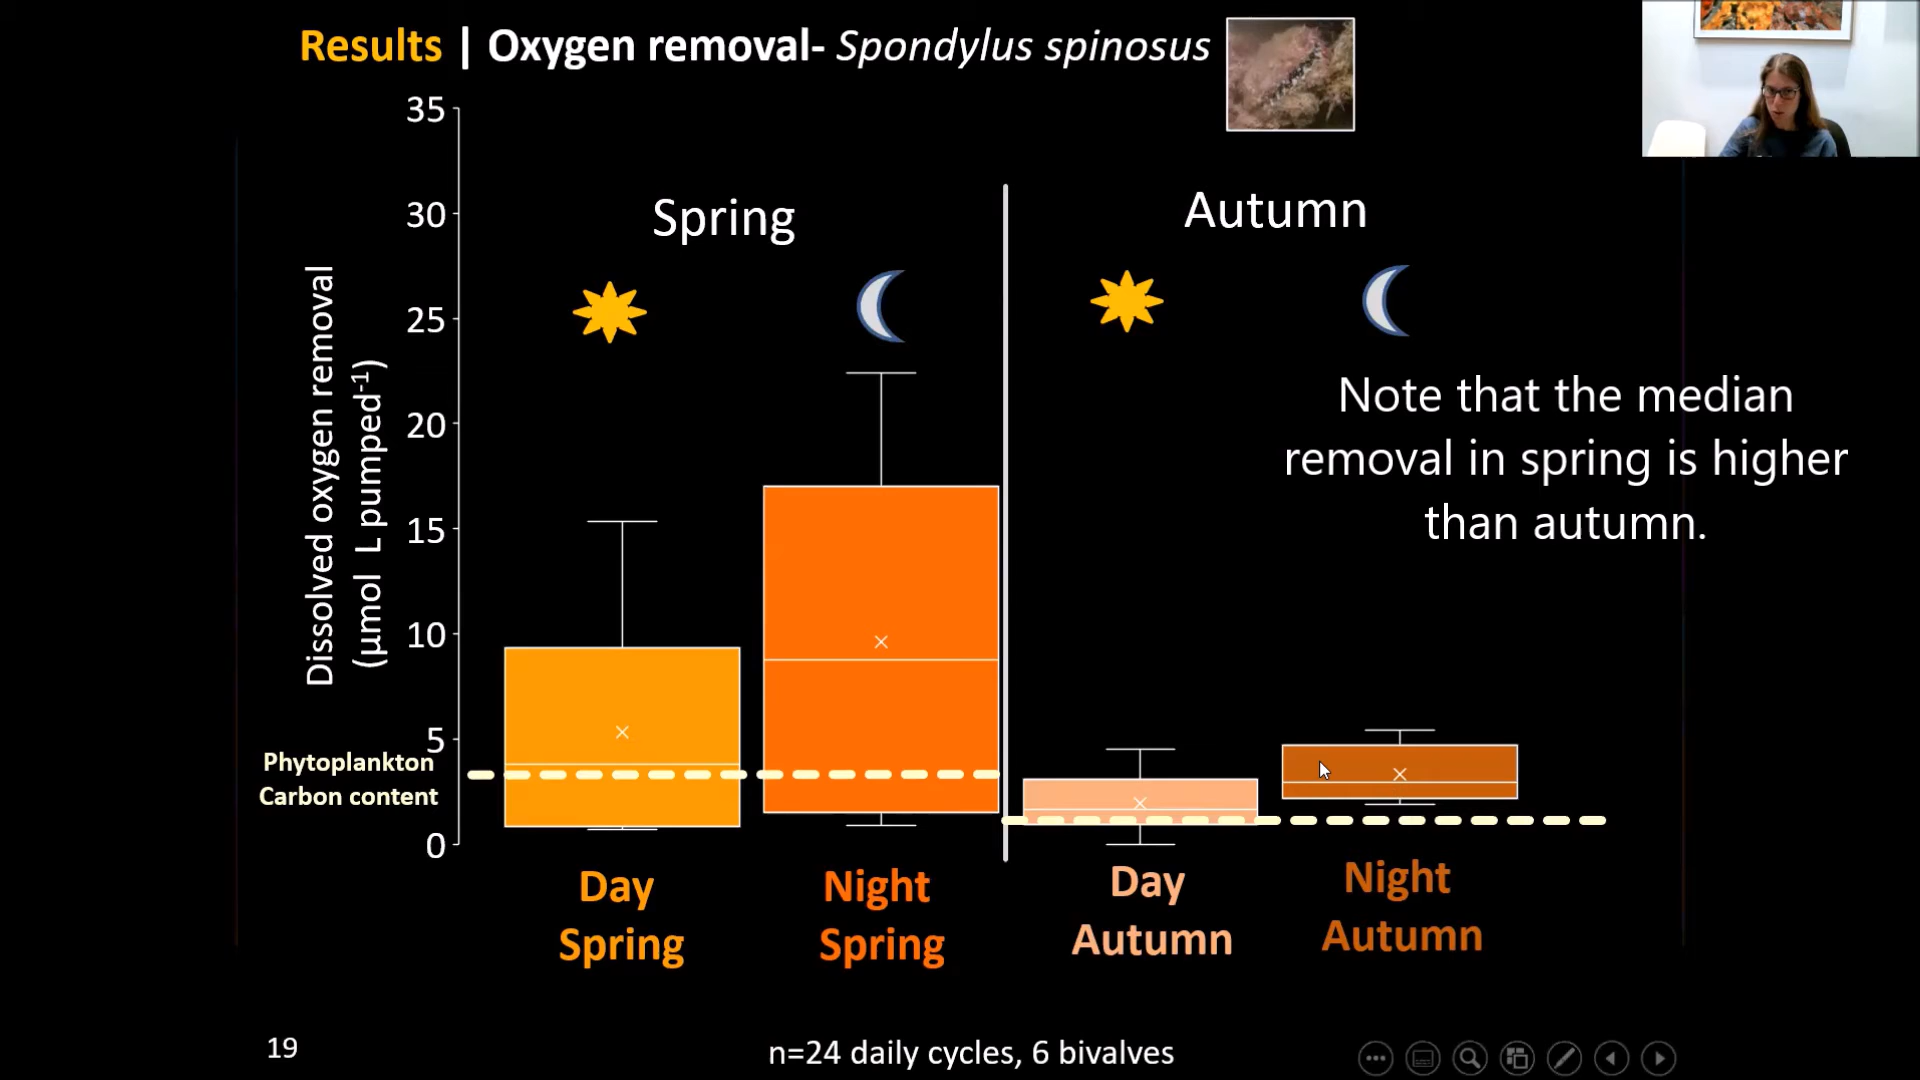 Results | Oxygen removal- Spondylus spinosus
35
30
25
20
15
10
5
0
Dissolved oxygen removal
(µmol L pumped⁻¹)
Spring
Autumn
Note that the median
removal in spring is higher
than autumn.
Phytoplankton
Carbon content
Day
Spring
Night
Spring
Day
Autumn
Night
Autumn
19
n=24 daily cycles, 6 bivalves